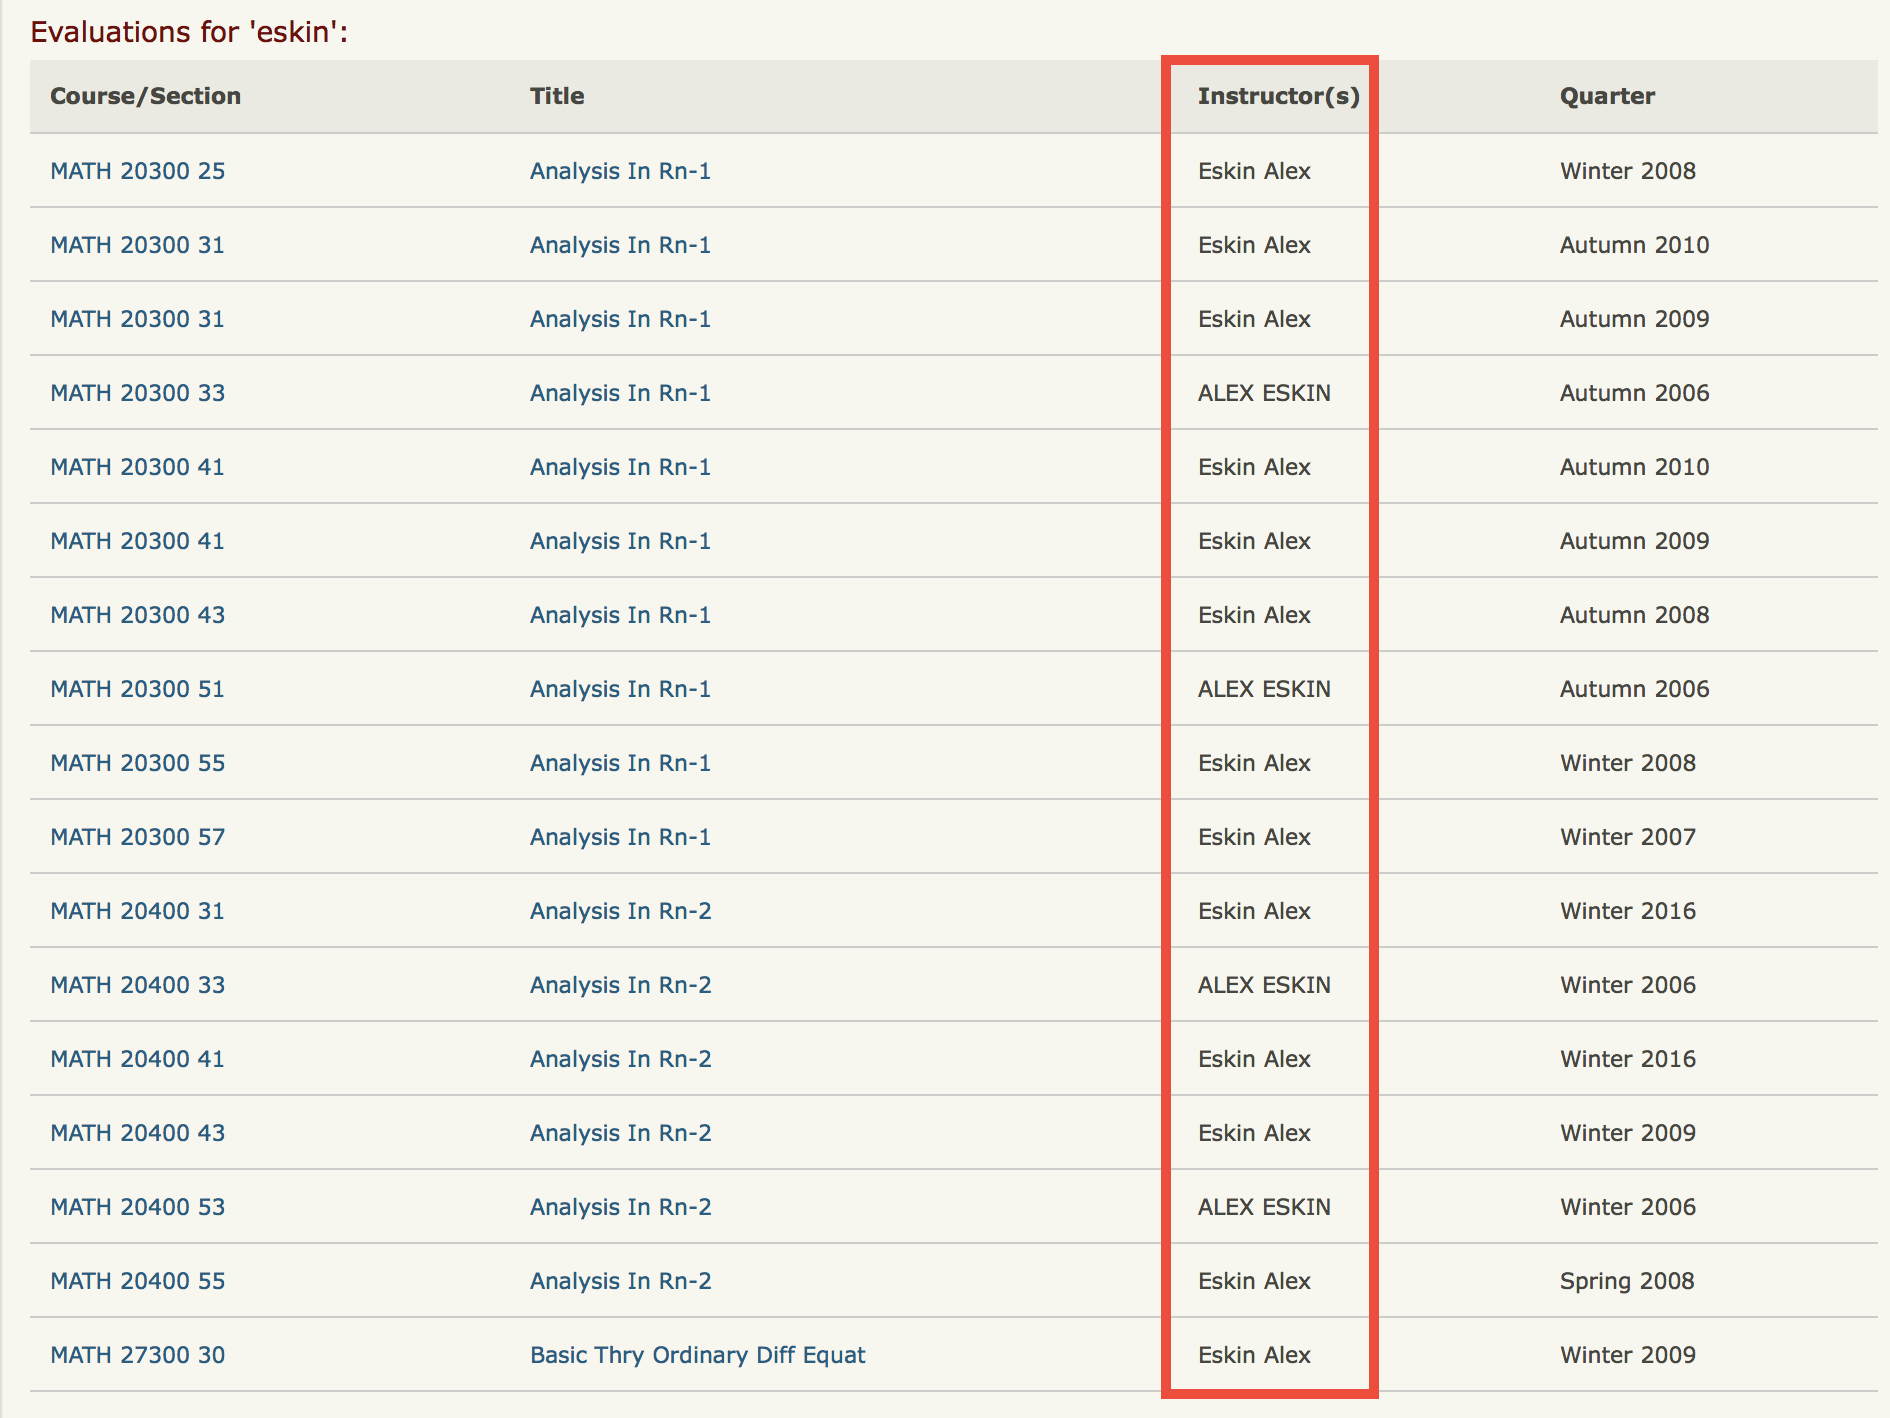 Evaluations for 'eskin':
Course/Section Title Instructor(s) Quarter
MATH 20300 25 Analysis In Rn-1 Eskin Alex Winter 2008
MATH 20300 31 Analysis In Rn-1 Eskin Alex Autumn 2010
MATH 20300 31 Analysis In Rn-1 Eskin Alex Autumn 2009
MATH 20300 33 Analysis In Rn-1 ALEX ESKIN Autumn 2006
MATH 20300 41 Analysis In Rn-1 Eskin Alex Autumn 2010
MATH 20300 41 Analysis In Rn-1 Eskin Alex Autumn 2009
MATH 20300 43 Analysis In Rn-1 Eskin Alex Autumn 2008
MATH 20300 51 Analysis In Rn-1 ALEX ESKIN Autumn 2006
MATH 20300 55 Analysis In Rn-1 Eskin Alex Winter 2008
MATH 20300 57 Analysis In Rn-1 Eskin Alex Winter 2007
MATH 20400 31 Analysis In Rn-2 Eskin Alex Winter 2016
MATH 20400 33 Analysis In Rn-2 ALEX ESKIN Winter 2006
MATH 20400 41 Analysis In Rn-2 Eskin Alex Winter 2016
MATH 20400 43 Analysis In Rn-2 Eskin Alex Winter 2009
MATH 20400 53 Analysis In Rn-2 ALEX ESKIN Winter 2006
MATH 20400 55 Analysis In Rn-2 Eskin Alex Spring 2008
MATH 27300 30 Basic Thry Ordinary Diff Equat Eskin Alex Winter 2009